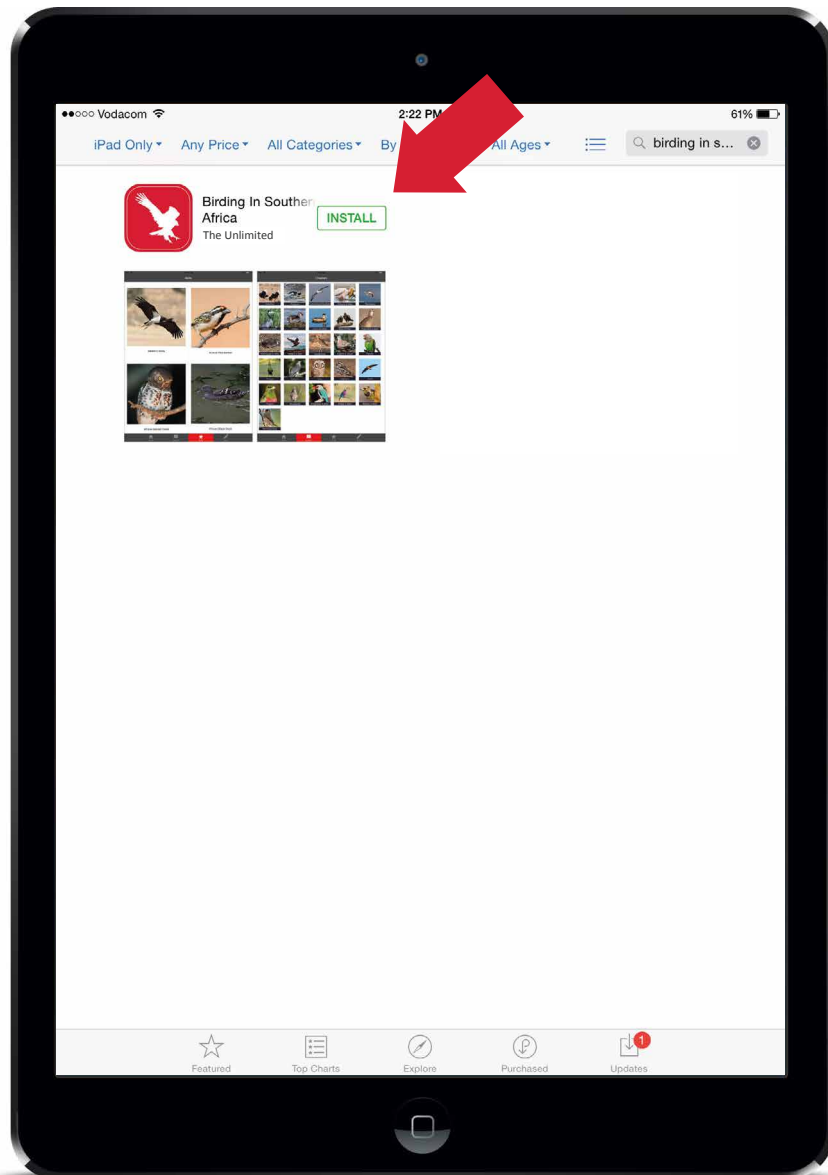 Vodacom 2:22 PM 61%
iPad Only Any Price All Categories By All Ages birding in s...
Birding In Souther
Africa
INSTALL
The Unlimited
Featured Top Charts Explore Purchased 1 Updates